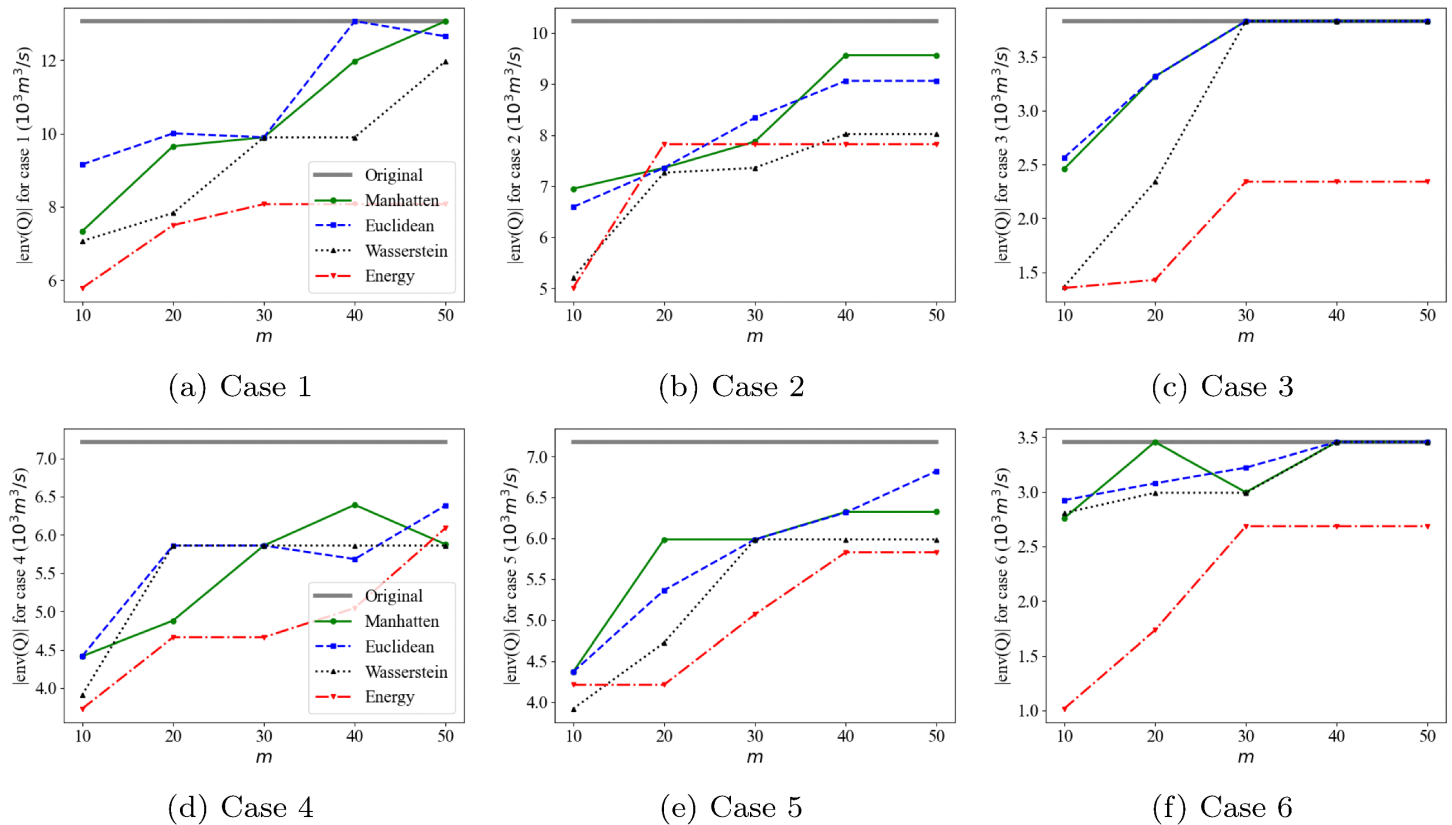 |env(Q)| for case 1 (10³m³/s)
12
10
8
6
10 20 30 40 50
m
Original
Manhatten
Euclidean
Wasserstein
Energy
(a) Case 1
|env(Q)| for case 2 (10³m³/s)
10
9
8
7
6
5
10 20 30 40 50
m
(b) Case 2
|env(Q)| for case 3 (10³m³/s)
3.5
3.0
2.5
2.0
1.5
10 20 30 40 50
m
(c) Case 3
|env(Q)| for case 4 (10³m³/s)
7.0
6.5
6.0
5.5
5.0
4.5
4.0
10 20 30 40 50
m
Original
Manhatten
Euclidean
Wasserstein
Energy
(d) Case 4
|env(Q)| for case 5 (10³m³/s)
7.0
6.5
6.0
5.5
5.0
4.5
4.0
10 20 30 40 50
m
(e) Case 5
|env(Q)| for case 6 (10³m³/s)
3.5
3.0
2.5
2.0
1.5
1.0
10 20 30 40 50
m
(f) Case 6